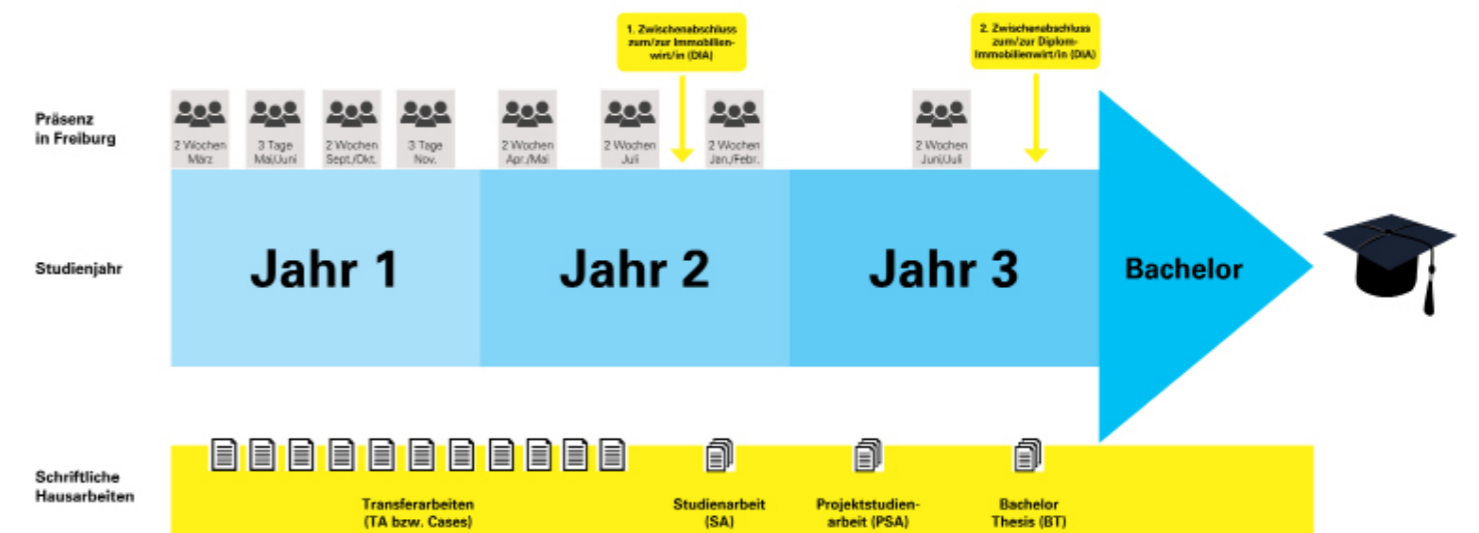 1. Zwischenabschluss
zum/zur Immobilien-
wirt/in (DIA)
2. Zwischenabschluss
zum/zur Diplom-
Immobilienwirt/in (DIA)
Präsenz
in Freiburg
2 Wochen
März
3 Tage
Mai/Juni
2 Wochen
Sept./Okt.
3 Tage
Nov.
2 Wochen
Apr./Mai
2 Wochen
Juli
2 Wochen
Jan./Febr.
2 Wochen
Juni/Juli
Studienjahr
Jahr 1
Jahr 2
Jahr 3
Bachelor
Schriftliche
Hausarbeiten
Transferarbeiten
(TA bzw. Cases)
Studienarbeit
(SA)
Projektstudien-
arbeit (PSA)
Bachelor
Thesis (BT)